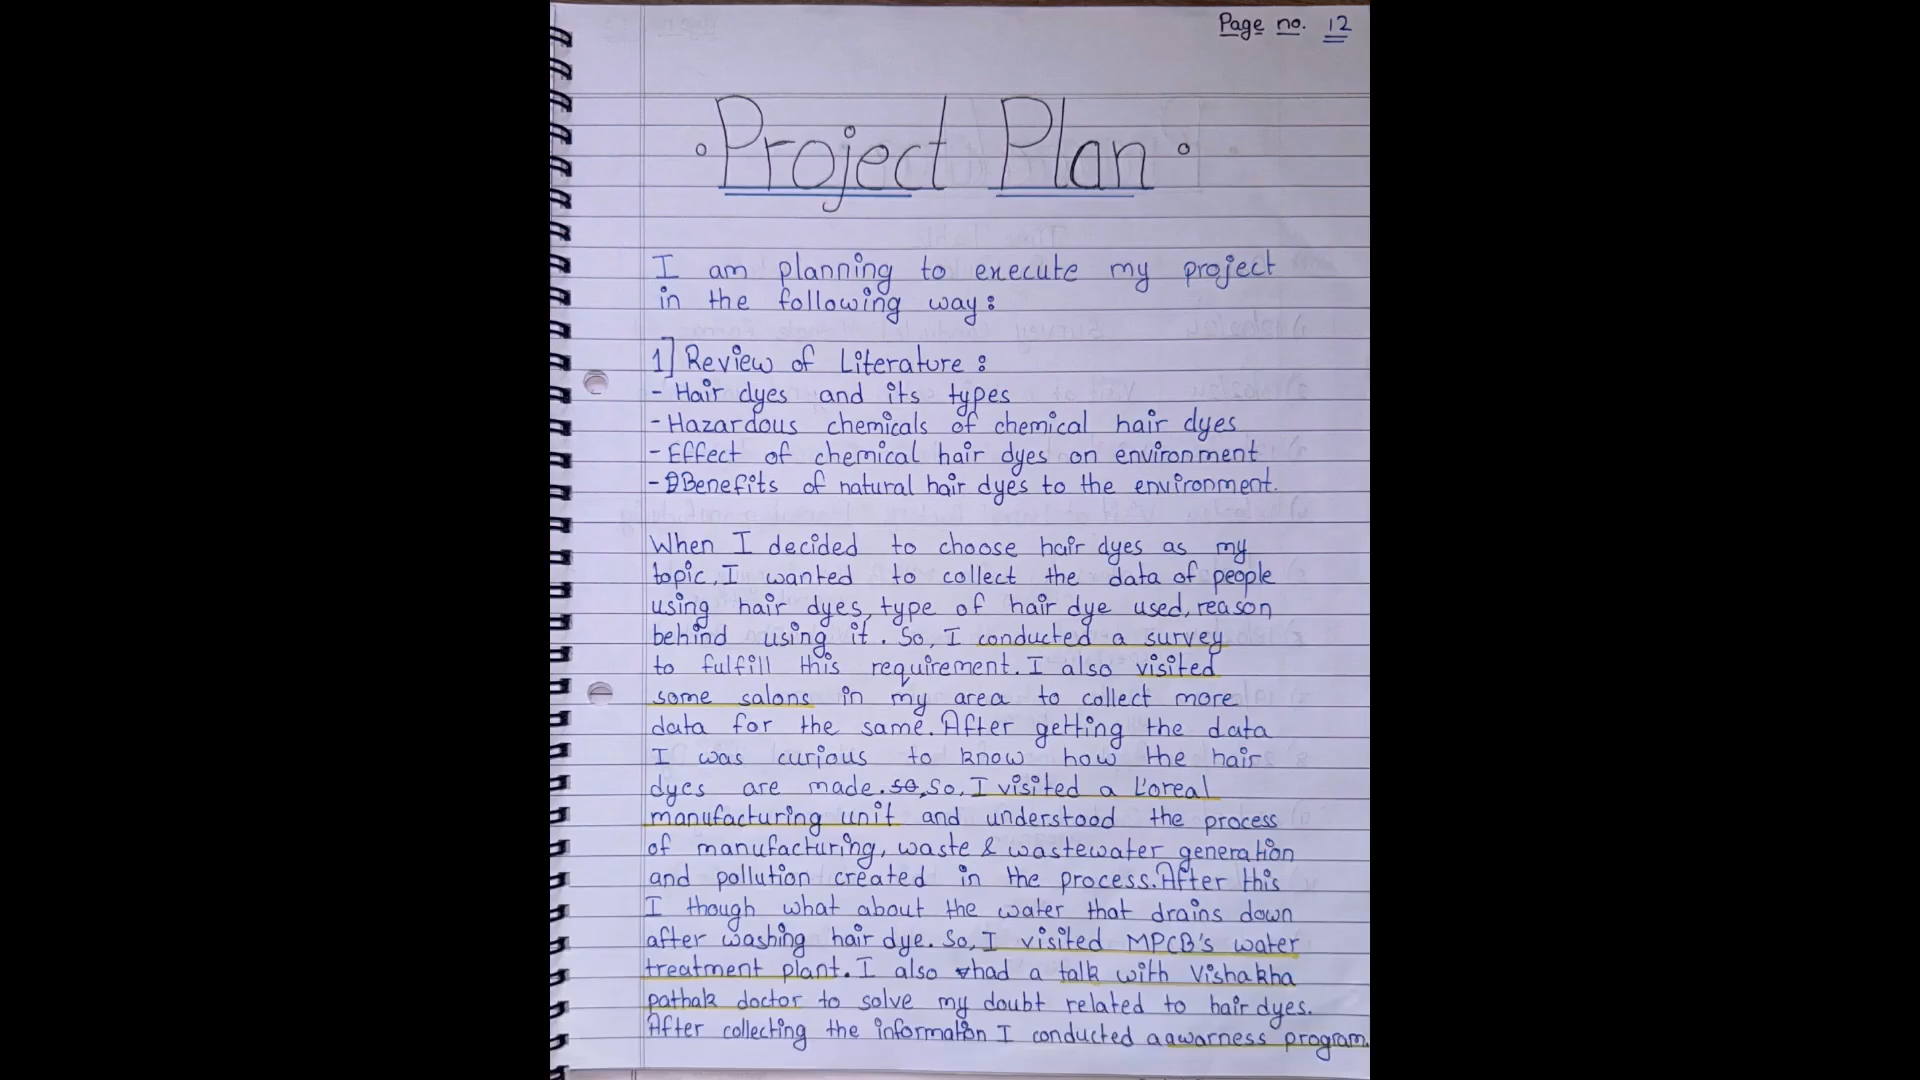 Page no. 12
Project Plan
I am planning to execute my project
in the following way:
1] Review of Literature:
- Hair dyes and its types
- Hazardous chemicals of chemical hair dyes
- Effect of chemical hair dyes on environment
- Benefits of natural hair dyes to the environment.
When I decided to choose hair dyes as my
topic, I wanted to collect the data of people
using hair dyes, type of hair dye used, reason
behind using it. So, I conducted a survey
to fulfill this requirement. I also visited
some salons in my area to collect more
data for the same. After getting the data
I was curious to know how the hair
dyes are made. so, So, I visited a L'oreal
manufacturing unit and understood the process
of manufacturing, waste & wastewater generation
and pollution created in the process. After this
I though what about the water that drains down
after washing hair dye. So, I visited MPCB's water
treatment plant. I also had a talk with Vishakha
pathak doctor to solve my doubt related to hair dyes.
After collecting the information I conducted a awarness program.